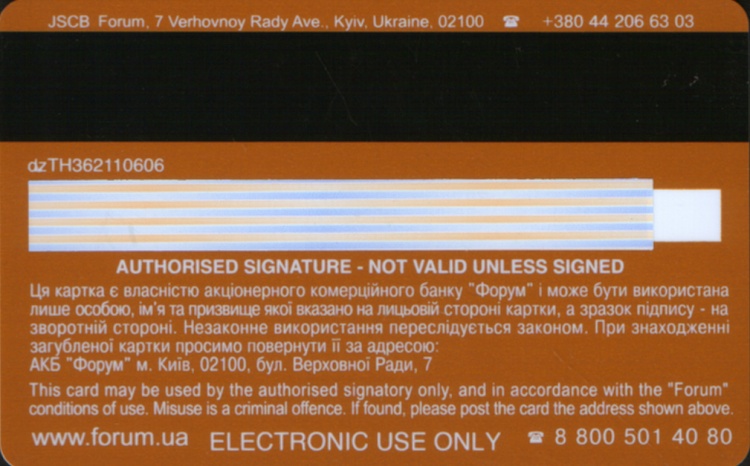 JSCB Forum, 7 Verhovnoy Rady Ave., Kyiv, Ukraine, 02100 ☎ +380 44 206 63 03
dzTH362110606
AUTHORISED SIGNATURE - NOT VALID UNLESS SIGNED
Ця картка є власністю акціонерного комерційного банку "Форум" і може бути використана
лише особою, ім'я та призвище якої вказано на лицьовій стороні картки, а зразок підпису - на
зворотній стороні. Незаконне використання переслідується законом. При знаходженні
загубленої картки просимо повернути її за адресою:
АКБ "Форум" м. Київ, 02100, бул. Верховної Ради, 7
This card may be used by the authorised signatory only, and in accordance with the "Forum"
conditions of use. Misuse is a criminal offence. If found, please post the card the address shown above.
www.forum.ua ELECTRONIC USE ONLY ☎ 8 800 501 40 80